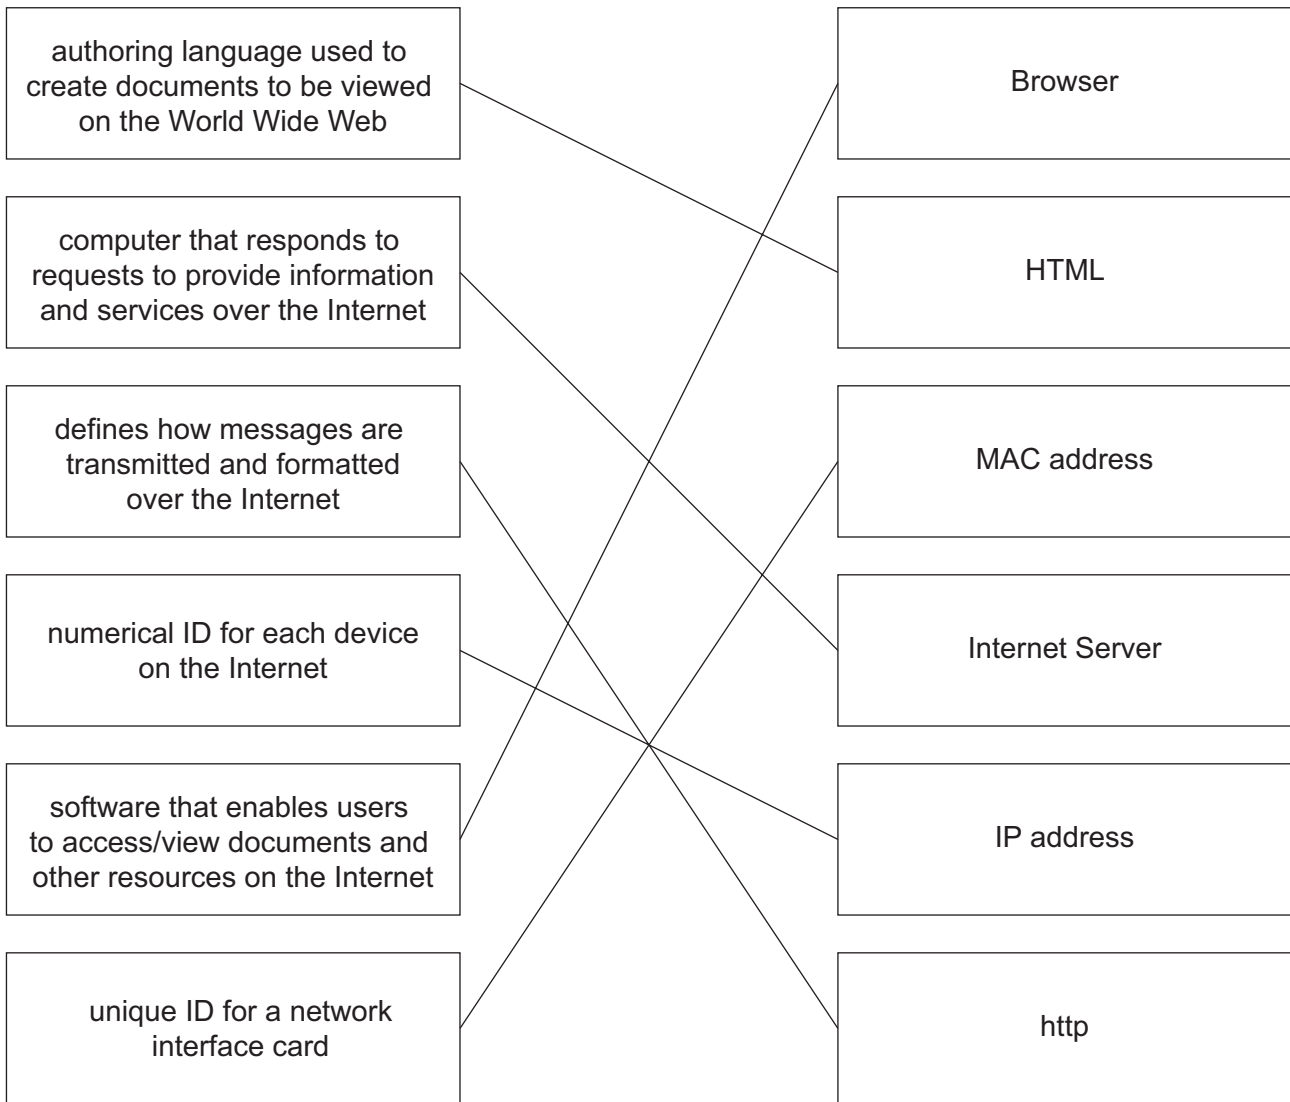 authoring language used to
create documents to be viewed
on the World Wide Web
Browser
computer that responds to
requests to provide information
and services over the Internet
HTML
defines how messages are
transmitted and formatted
over the Internet
MAC address
numerical ID for each device
on the Internet
Internet Server
software that enables users
to access/view documents and
other resources on the Internet
IP address
unique ID for a network
interface card
http